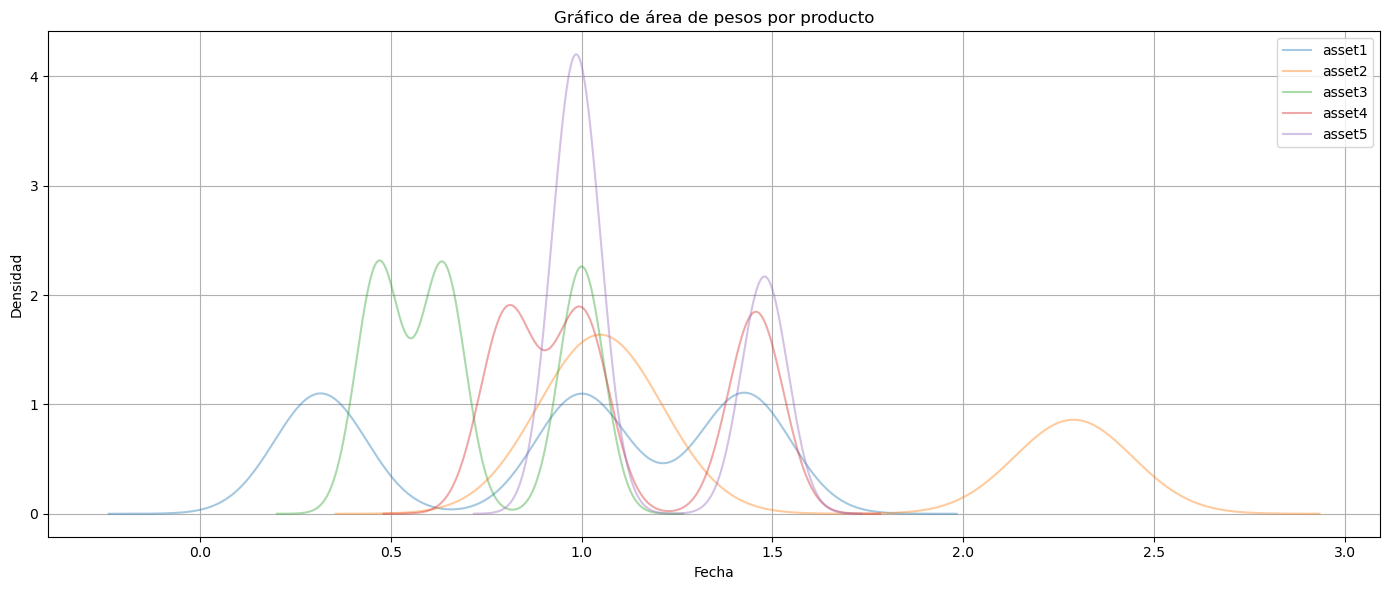 Gráfico de área de pesos por producto
asset1
asset2
asset3
asset4
asset5
Densidad
4
3
2
1
0
0.0 0.5 1.0 1.5 2.0 2.5 3.0
Fecha